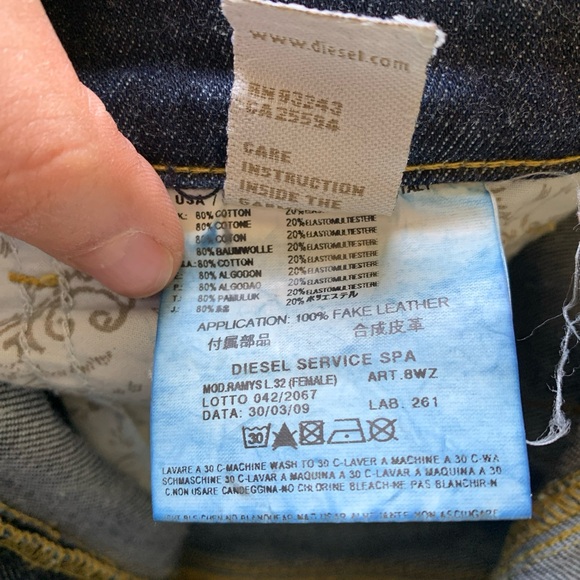 www.diesel.com
RN 93243
CA25594
CARE
INSTRUCTION
INSIDE THE
USA /
80% COTTON 20% ELASTOMULTIESTERE
80% COTONE 20% ELASTOMULTIESTERE
80% COTON 20% ELASTOMULTIESTERE
80% BAUMWOLLE 20% ELASTOMULTIESTERE
80% COTTON 20% ELASTOMULTIESTERE
E.: 80% ALGODON 20% ELASTOMULTIESTERE
P.: 80% ALGODAO 20% ELASTOMULTIESTERE
T.: 80% PAMULUK 20% ELASTOMULTIESTERE
J.: 80% 20% ポリエステル
APPLICATION: 100% FAKE LEATHER
付属部品 合成皮革
DIESEL SERVICE SPA
MOD.RAMYS L.32 (FEMALE) ART.8WZ
LOTTO 042/2067
DATA: 30/03/09 LAB. 261
30
LAVARE A 30 C-MACHINE WASH TO 30 C-LAVER A MACHINE A 30 C-WA
SCHMASCHINE 30 C-LAVAR A MAQUINA A 30 C-LAVAR A MAQUINA A 30
C.NON USARE CANDEGGINA-NO CHLORINE BLEACH-NE PAS BLANCHIR-N